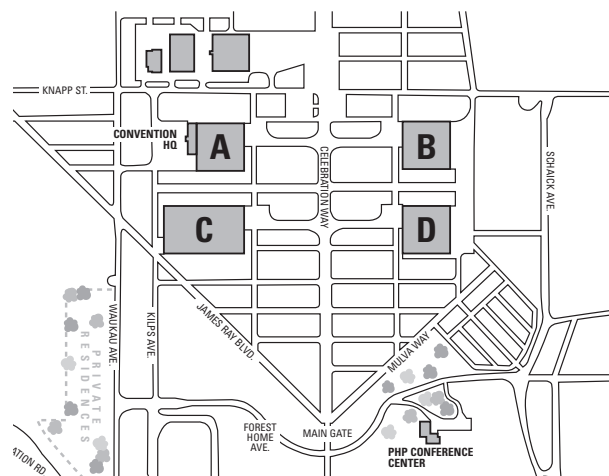 KNAPP ST.
CONVENTION
HQ
A
B
CELEBRATION WAY
SCHAICK AVE.
C
D
WAUKAU AVE.
KILPS AVE.
JAMES RAY BLVD.
MULVA WAY
PRIVATE
RESIDENCES
FOREST
HOME
AVE.
MAIN GATE
PHP CONFERENCE
CENTER
ATION RD